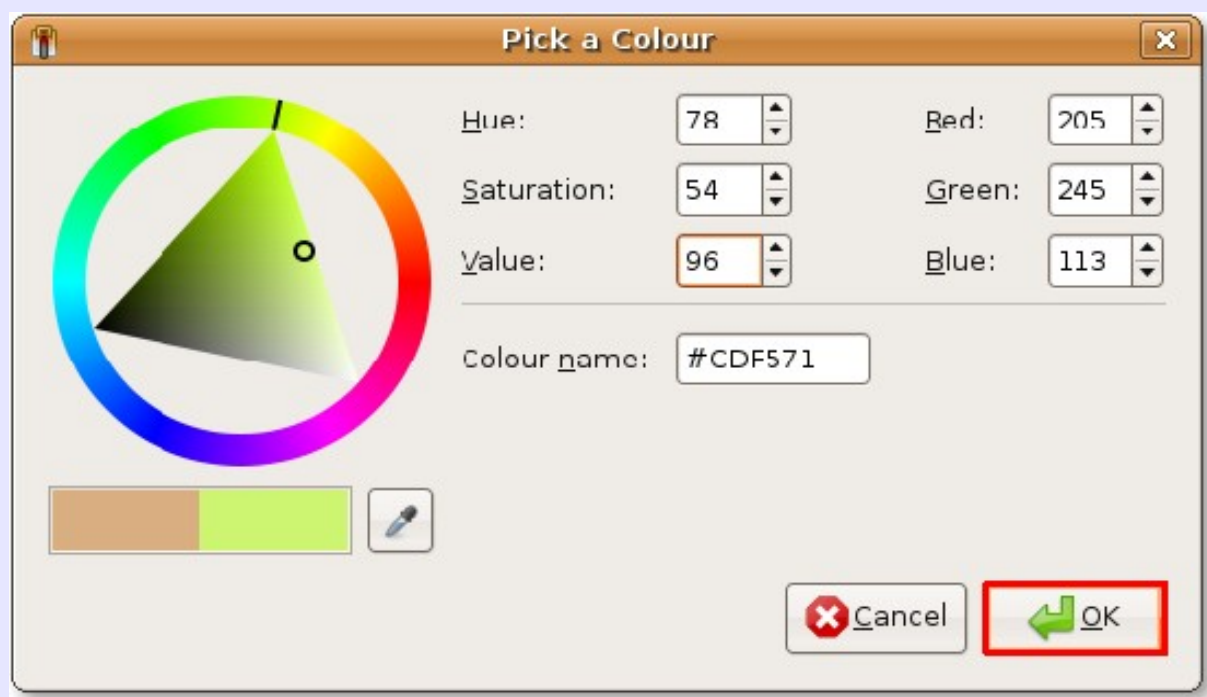 Pick a Colour
Hue: 78 Red: 205
Saturation: 54 Green: 245
Value: 96 Blue: 113
Colour name: #CDF571
Cancel OK